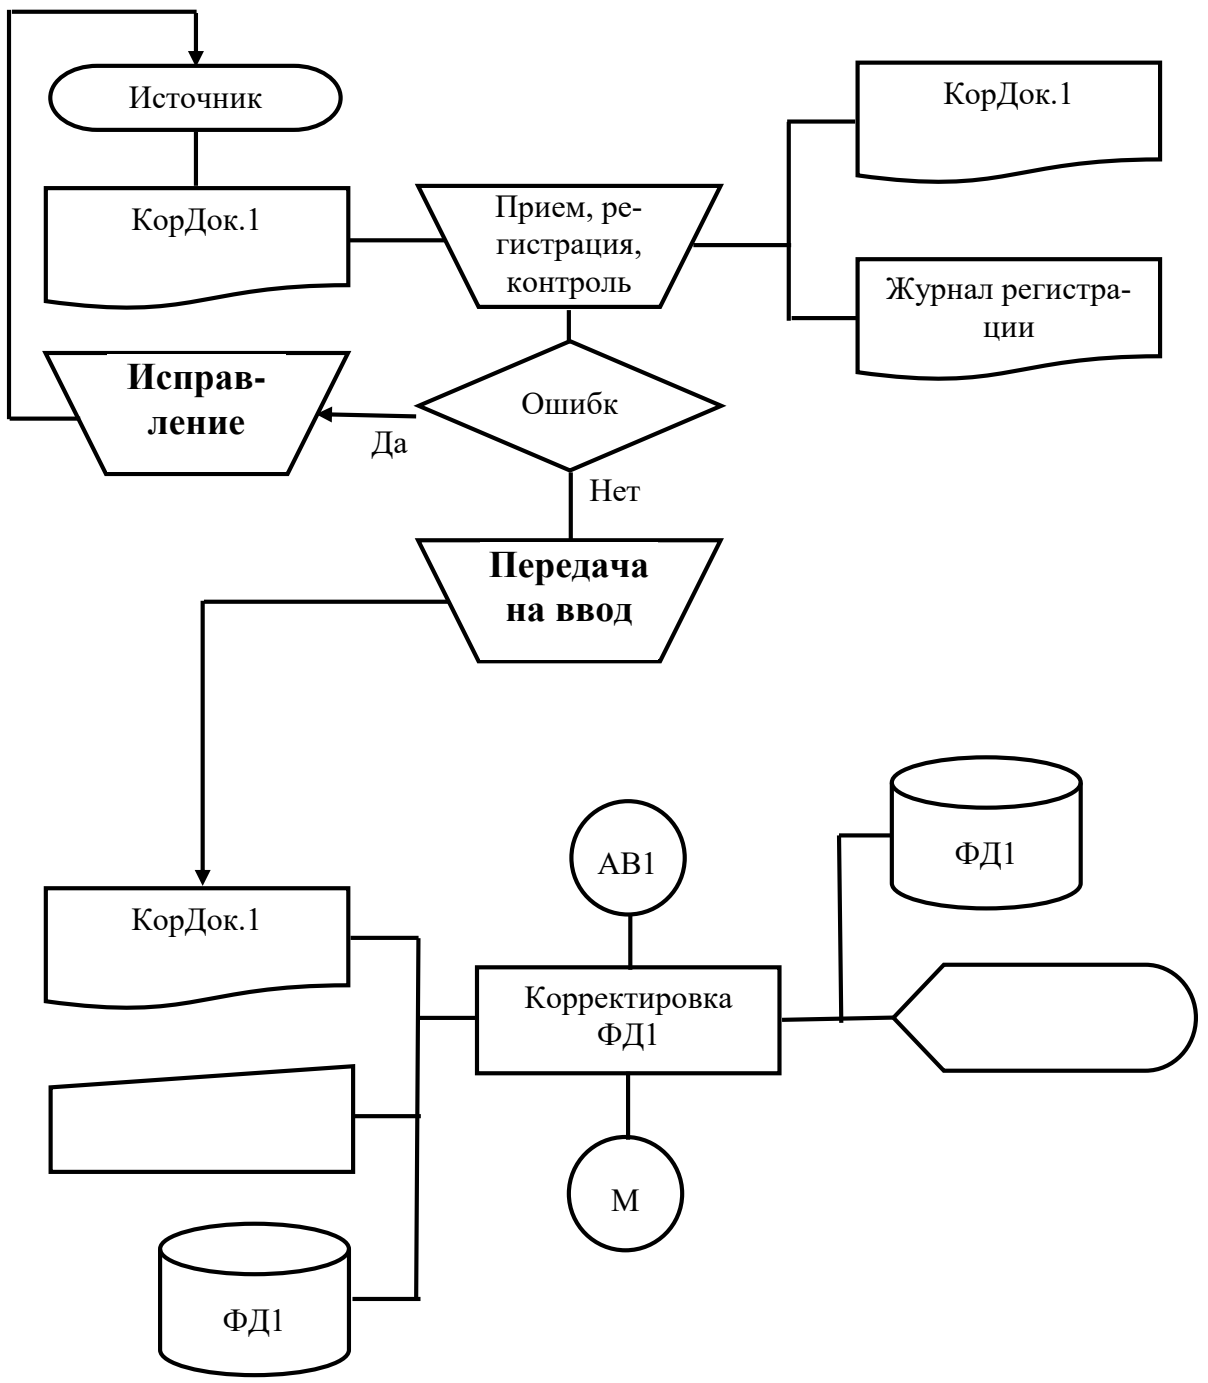 Источник
КорДок.1
КорДок.1
Прием, ре-
гистрация,
контроль
Журнал регистра-
ции
Исправ-
ление
Ошибк
Да
Нет
Передача
на ввод
АВ1
ФД1
КорДок.1
Корректировка
ФД1
М
ФД1